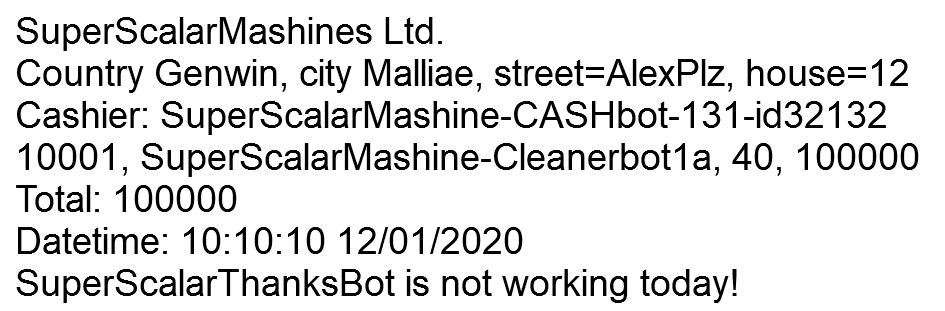 SuperScalarMashines Ltd.
Country Genwin, city Malliae, street=AlexPlz, house=12
Cashier: SuperScalarMashine-CASHbot-131-id32132
10001, SuperScalarMashine-Cleanerbot1a, 40, 100000
Total: 100000
Datetime: 10:10:10 12/01/2020
SuperScalarThanksBot is not working today!